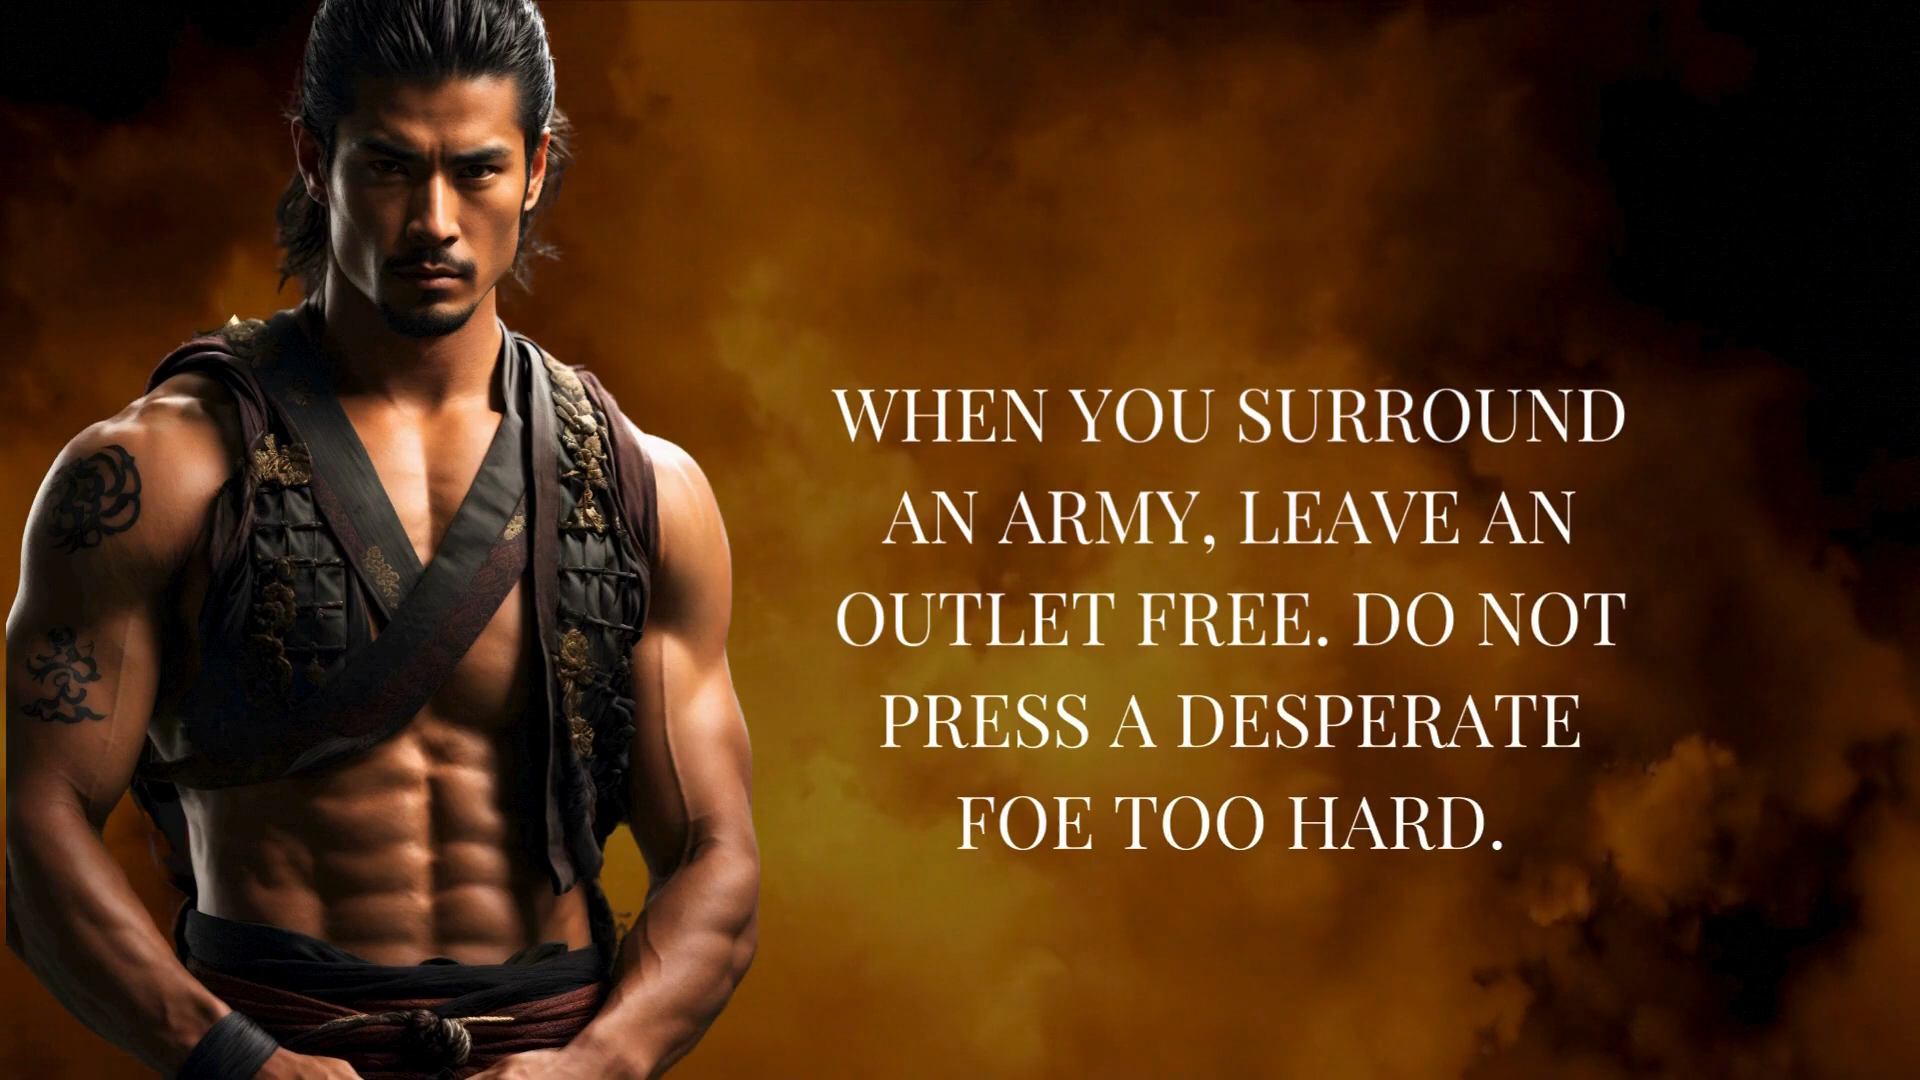 WHEN YOU SURROUND
AN ARMY, LEAVE AN
OUTLET FREE. DO NOT
PRESS A DESPERATE
FOE TOO HARD.